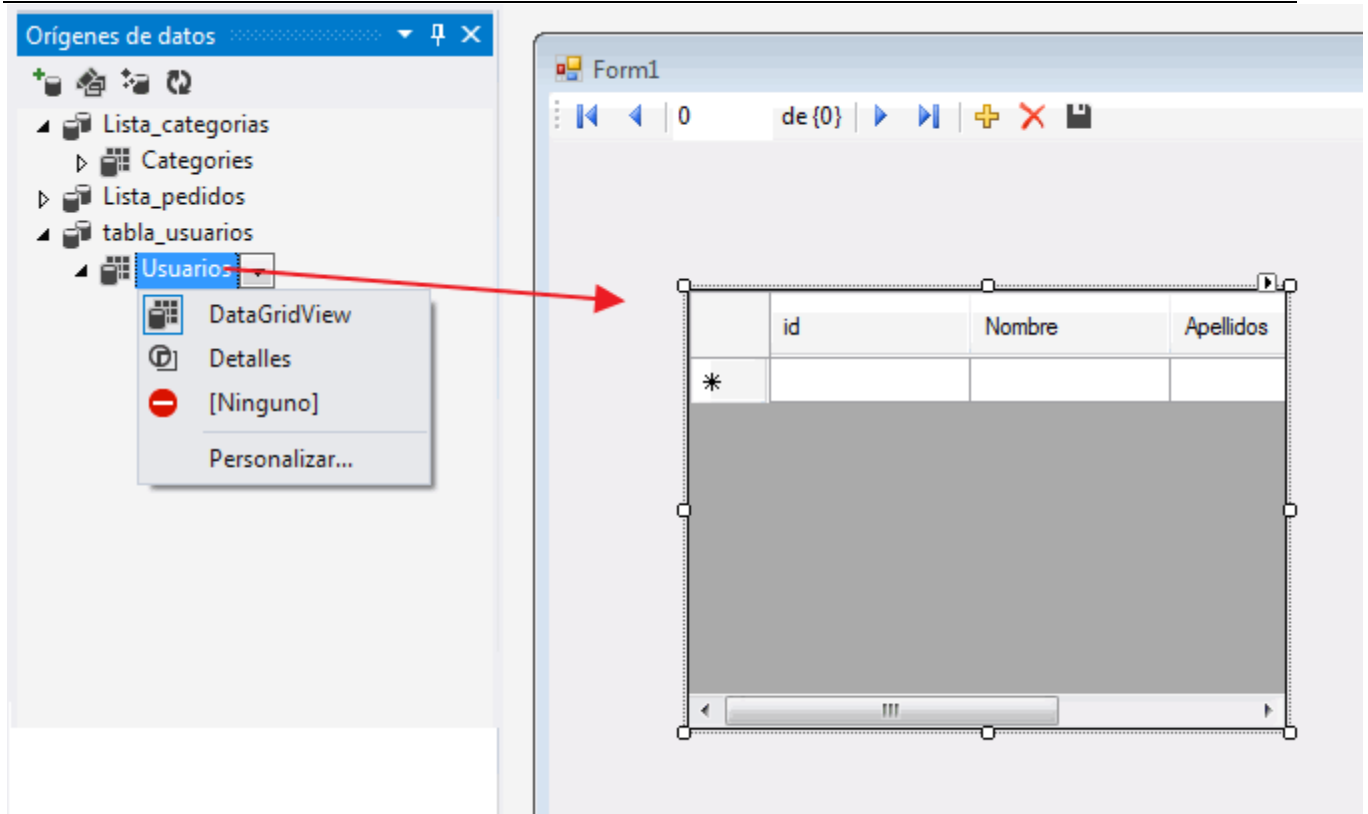 Orígenes de datos
Lista_categorias
Categories
Lista_pedidos
tabla_usuarios
Usuarios
DataGridView
Detalles
[Ninguno]
Personalizar...
Form1
0 de {0}
id Nombre Apellidos